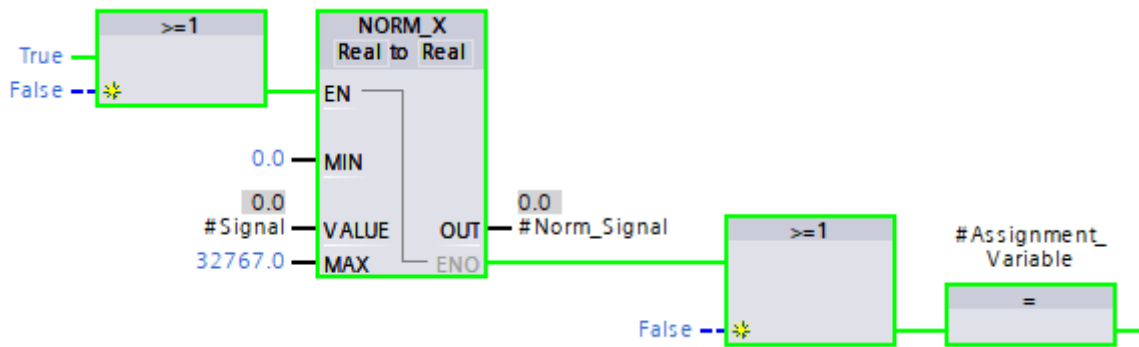 >=1
True
False
NORM_X
Real to Real
EN
0.0 MIN
0.0
#Signal VALUE
32767.0 MAX
0.0
OUT #Norm_Signal
ENO
>=1
False
#Assignment_
Variable
=